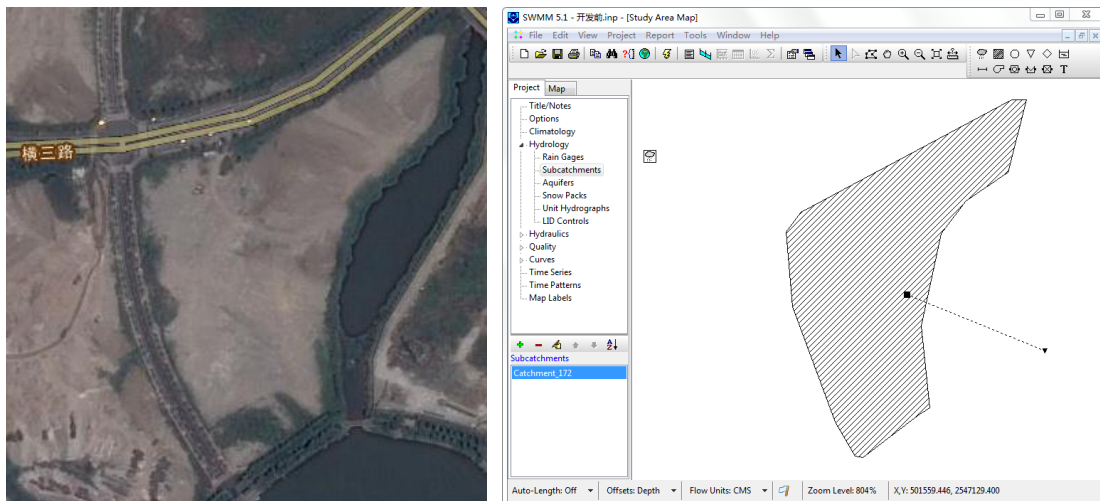 横三路
SWMM 5.1 - 开发前.inp - [Study Area Map]
File Edit View Project Report Tools Window Help
Project Map
Title/Notes
Options
Climatology
Hydrology
Rain Gages
Subcatchments
Aquifers
Snow Packs
Unit Hydrographs
LID Controls
Hydraulics
Quality
Curves
Time Series
Time Patterns
Map Labels
Subcatchments
Catchment_172
Auto-Length: Off Offsets: Depth Flow Units: CMS Zoom Level: 804% X,Y: 501559.446, 2547129.400